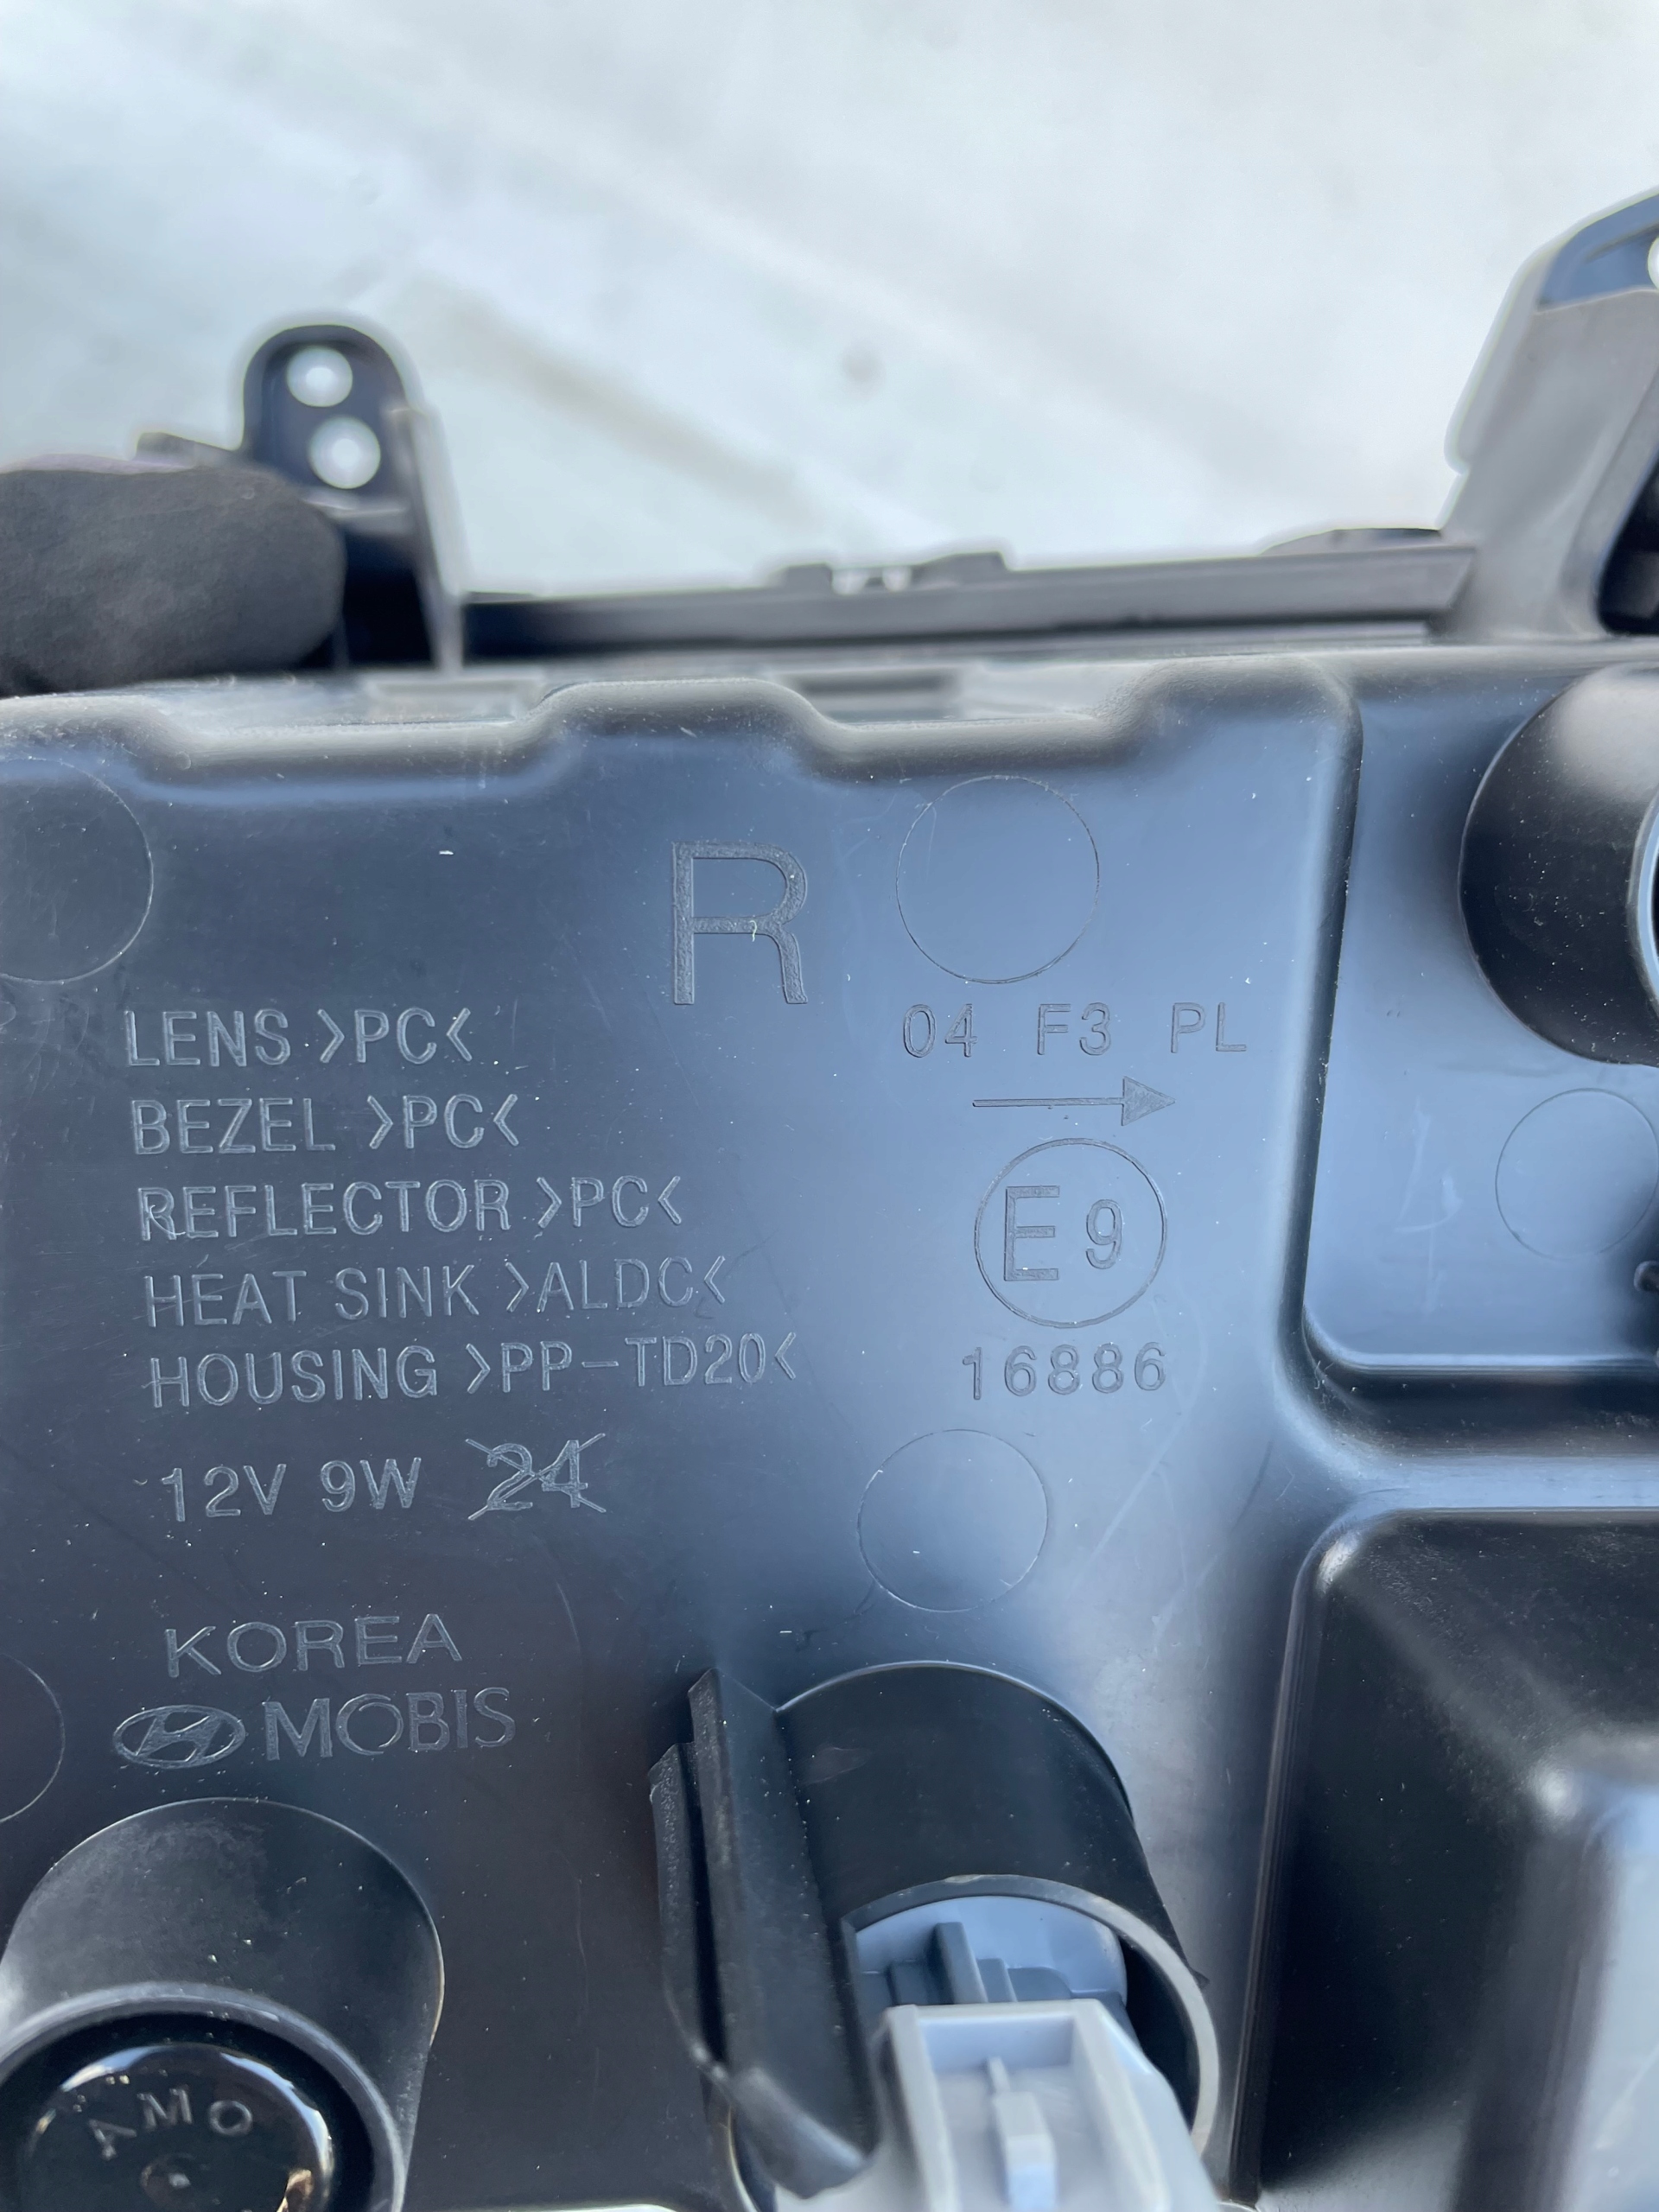 R
LENS >PC<
BEZEL >PC<
REFLECTOR >PC<
HEAT SINK >ALDC<
HOUSING >PP-TD20<
12V 9W 24
KOREA
MOBIS
04 F3 PL
E9
16886
AMO